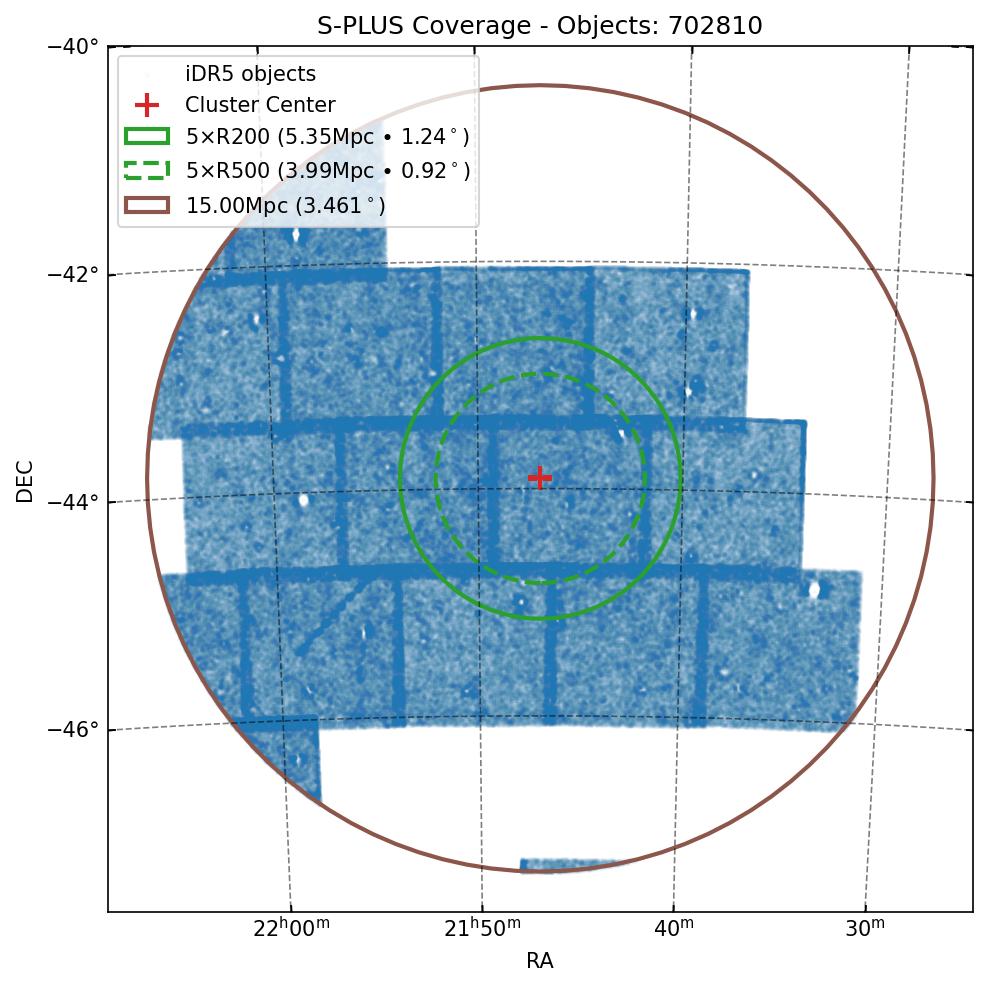 S-PLUS Coverage - Objects: 702810
iDR5 objects
Cluster Center
5×R200 (5.35Mpc • 1.24°)
5×R500 (3.99Mpc • 0.92°)
15.00Mpc (3.461°)
−40°
−42°
−44°
−46°
DEC
22ʰ00ᵐ
21ʰ50ᵐ
40ᵐ
30ᵐ
RA